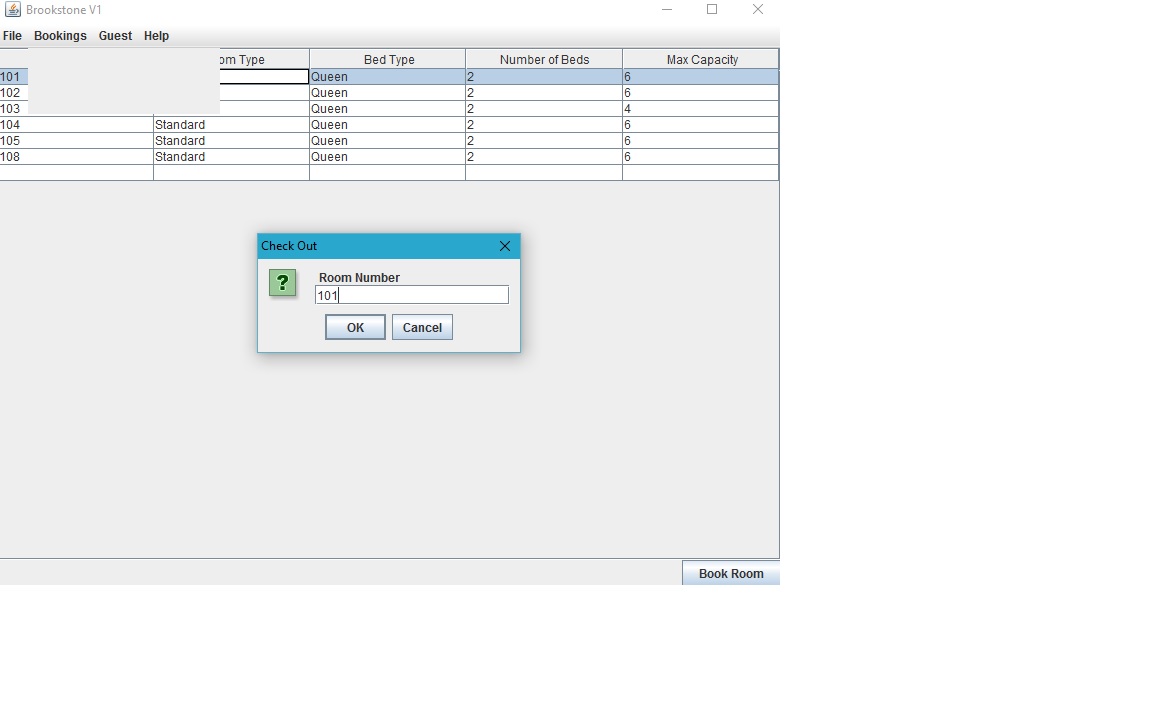 Brookstone V1
File Bookings Guest Help
om Type Bed Type Number of Beds Max Capacity
101 Queen 2 6
102 Queen 2 6
103 Queen 2 4
104 Standard Queen 2 6
105 Standard Queen 2 6
108 Standard Queen 2 6
Check Out
?
Room Number
101
OK Cancel
Book Room